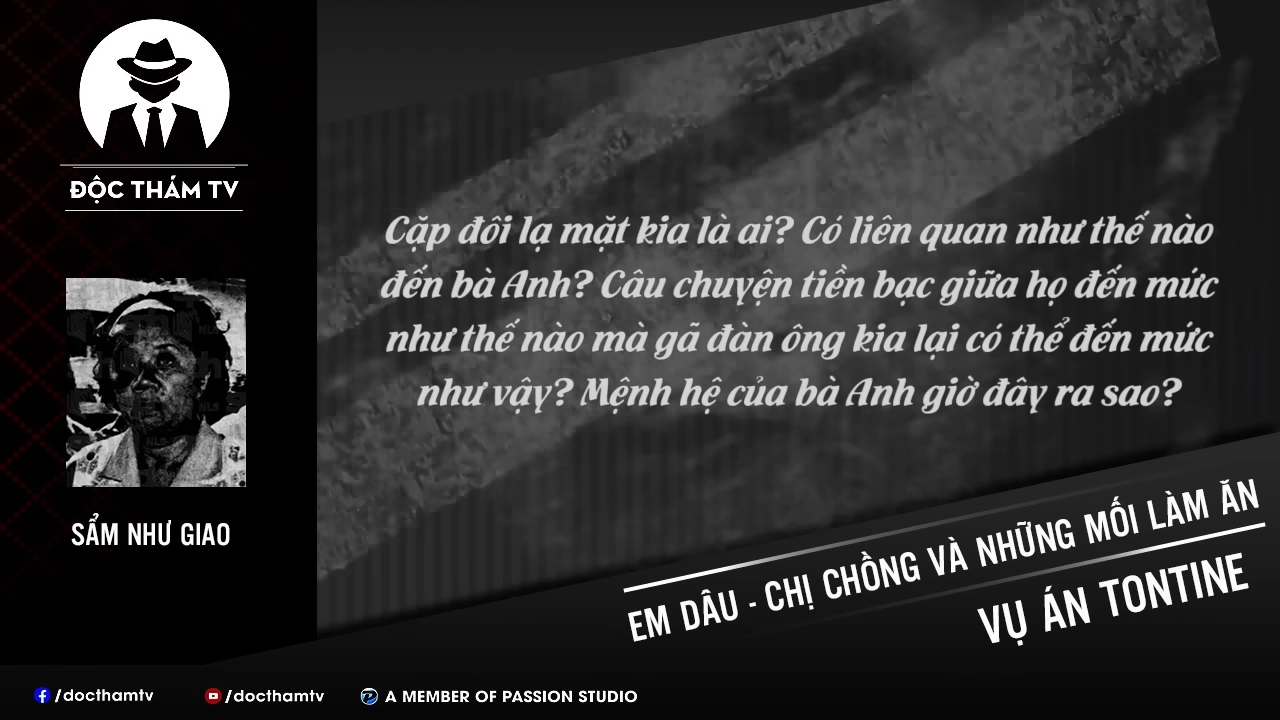 ĐỘC THÁM TV
SẨM NHƯ GIAO
Cặp đôi lạ mặt kia là ai? Có liên quan như thế nào
đến bà Anh? Câu chuyện tiền bạc giữa họ đến mức
như thế nào mà gã đàn ông kia lại có thể đến mức
như vậy? Mệnh hệ của bà Anh giờ đây ra sao?
EM DÂU - CHỊ CHỒNG VÀ NHỮNG MỐI LÀM ĂN
VỤ ÁN TONTINE
/docthamtv
/docthamtv
A MEMBER OF PASSION STUDIO